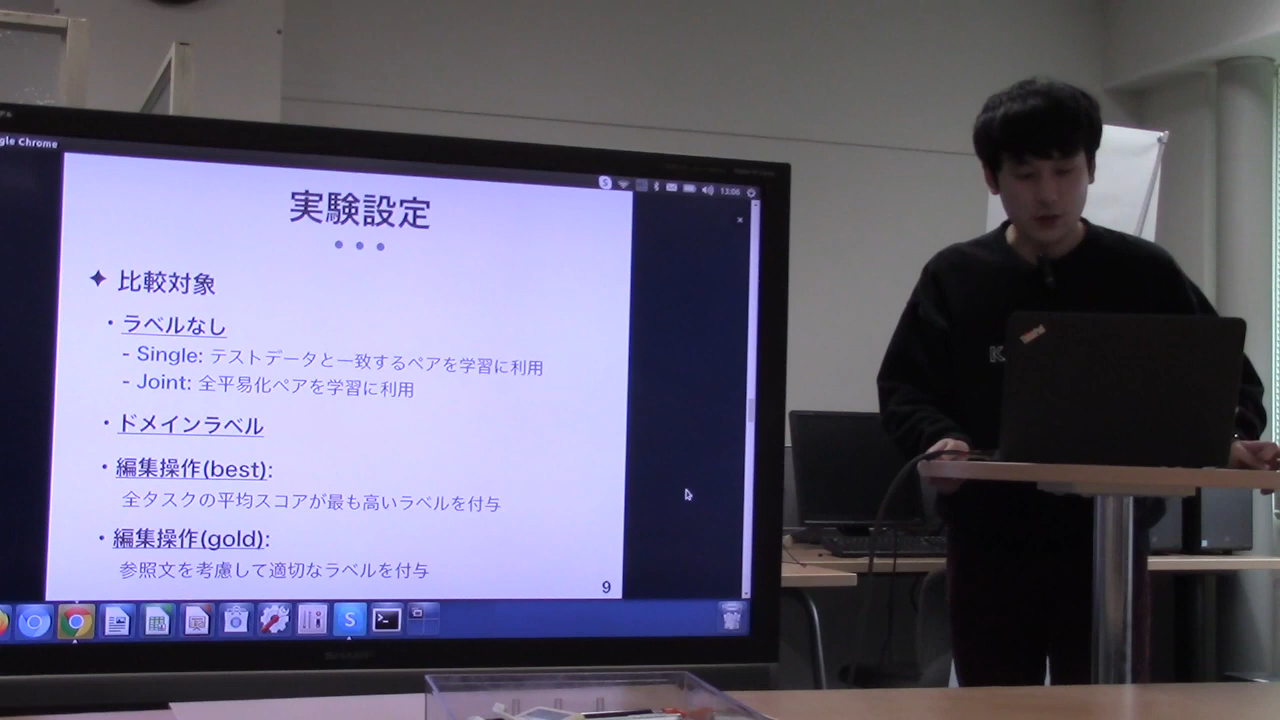 gle Chrome
13:06
実験設定
比較対象
・ラベルなし
- Single: テストデータと一致するペアを学習に利用
- Joint: 全平易化ペアを学習に利用
・ドメインラベル
・編集操作(best):
全タスクの平均スコアが最も高いラベルを付与
・編集操作(gold):
参照文を考慮して適切なラベルを付与
9